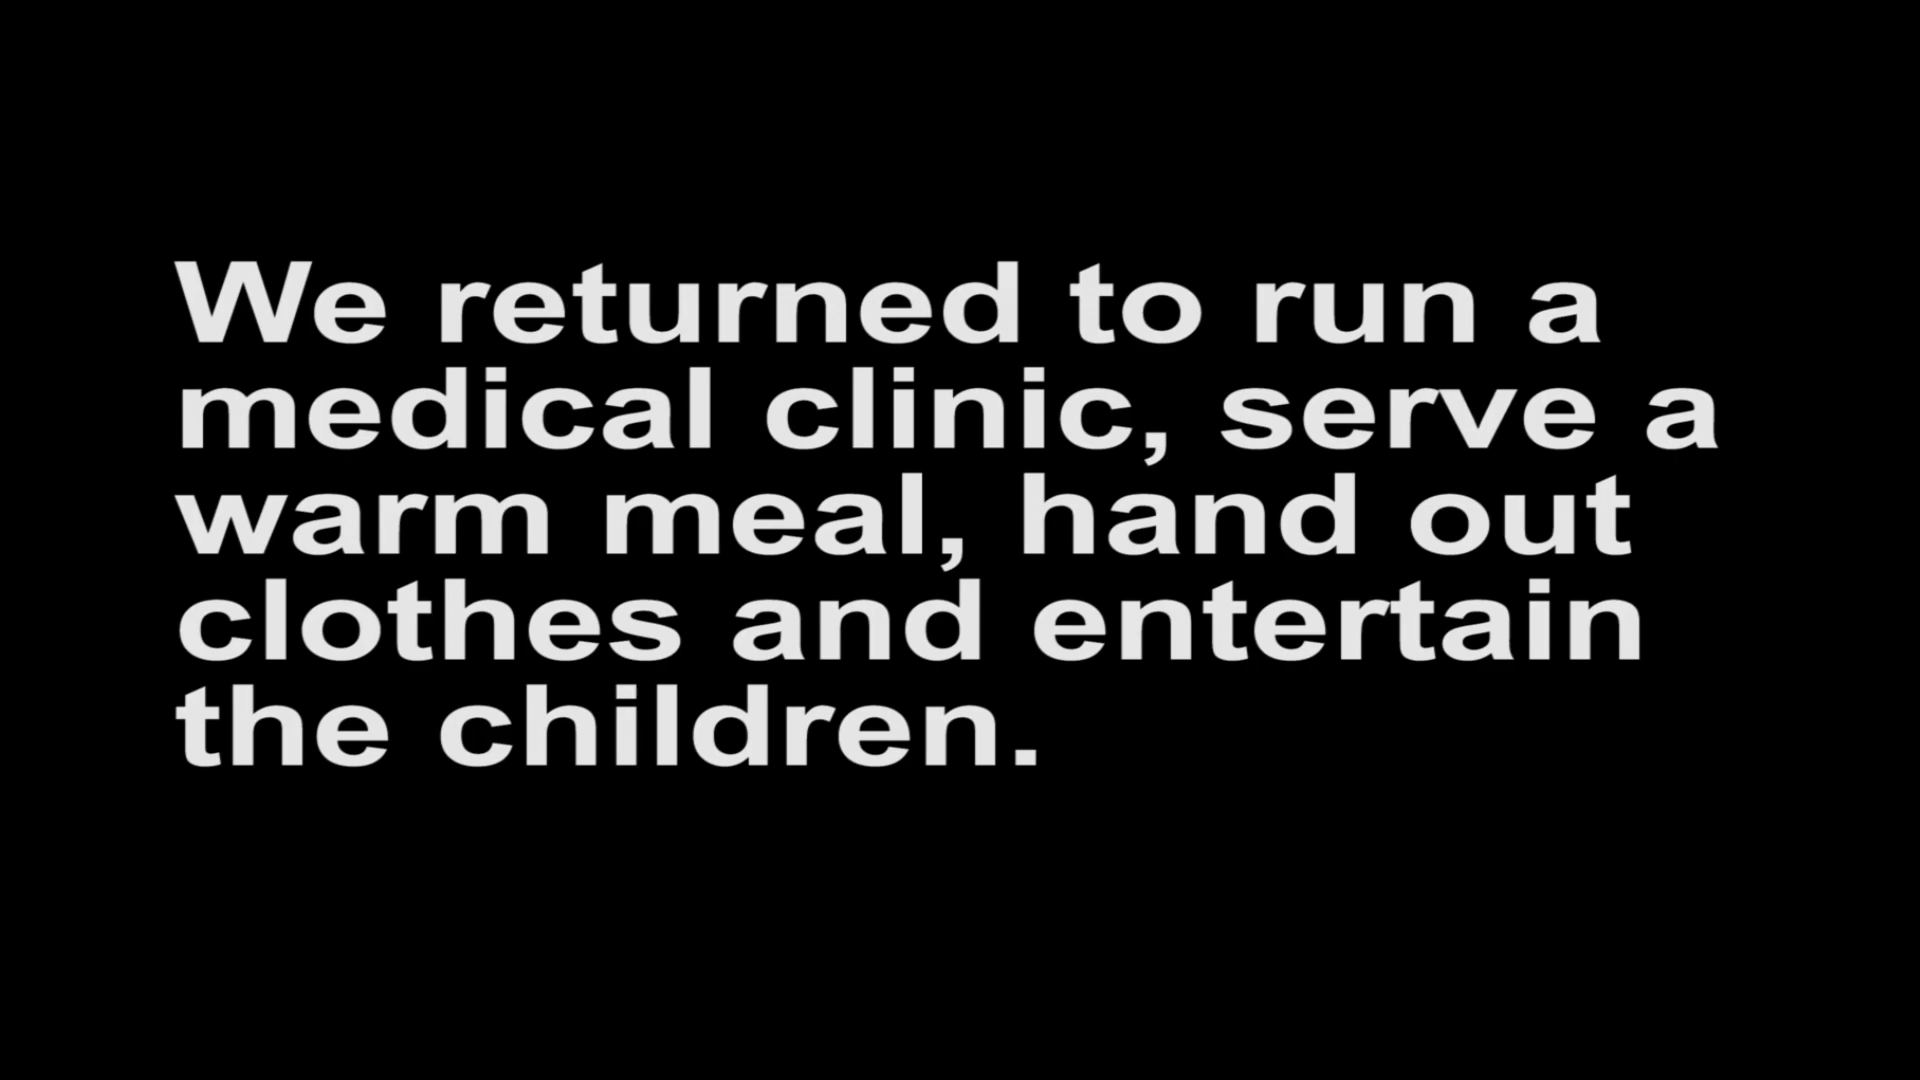 We returned to run a
medical clinic, serve a
warm meal, hand out
clothes and entertain
the children.